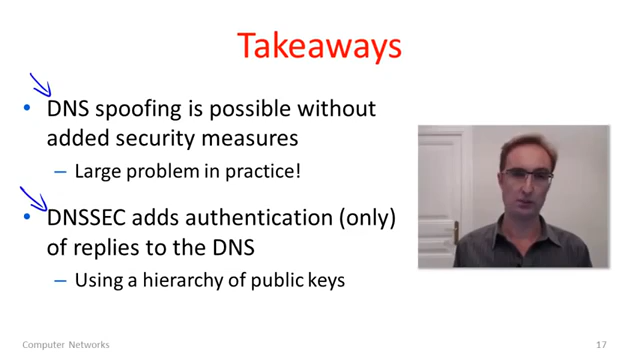 Takeaways
• DNS spoofing is possible without
added security measures
– Large problem in practice!
• DNSSEC adds authentication (only)
of replies to the DNS
– Using a hierarchy of public keys
Computer Networks
17